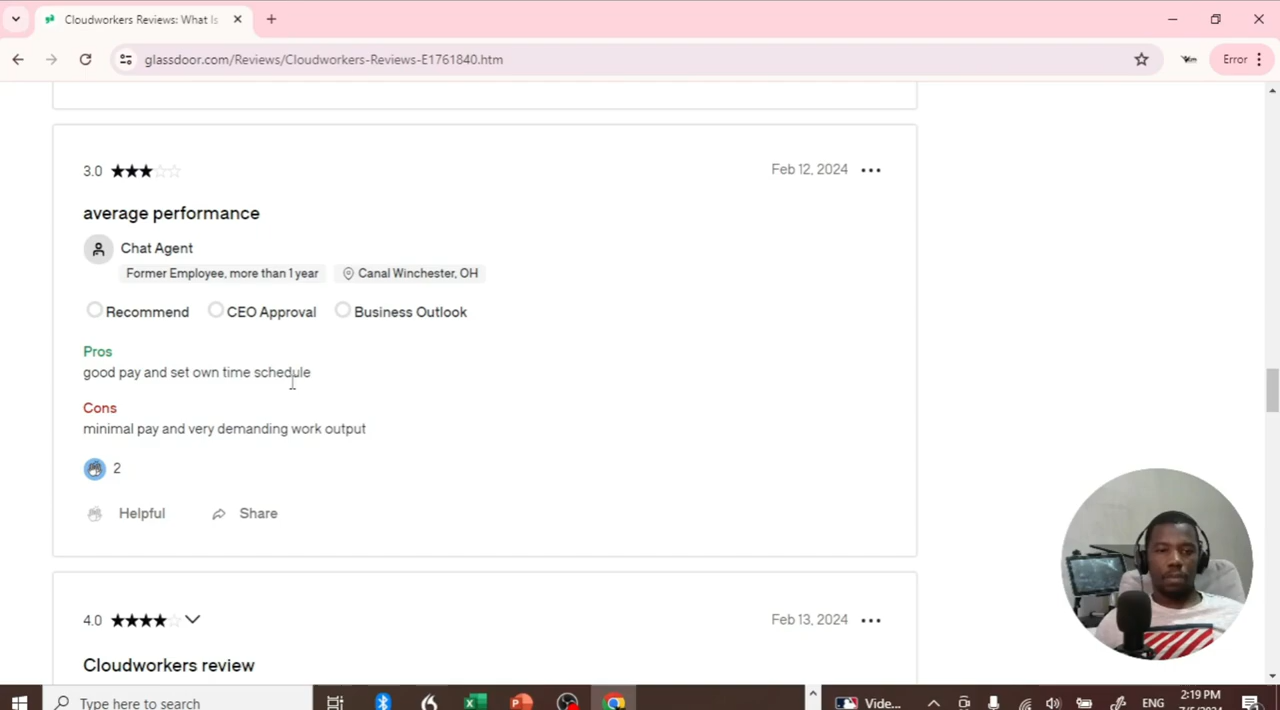 Cloudworkers Reviews: What Is
glassdoor.com/Reviews/Cloudworkers-Reviews-E1761840.htm
Error
3.0
Feb 12, 2024
average performance
Chat Agent
Former Employee, more than 1 year
Canal Winchester, OH
Recommend
CEO Approval
Business Outlook
Pros
good pay and set own time schedule
Cons
minimal pay and very demanding work output
2
Helpful
Share
4.0
Feb 13, 2024
Cloudworkers review
Type here to search
Vide...
ENG
2:19 PM